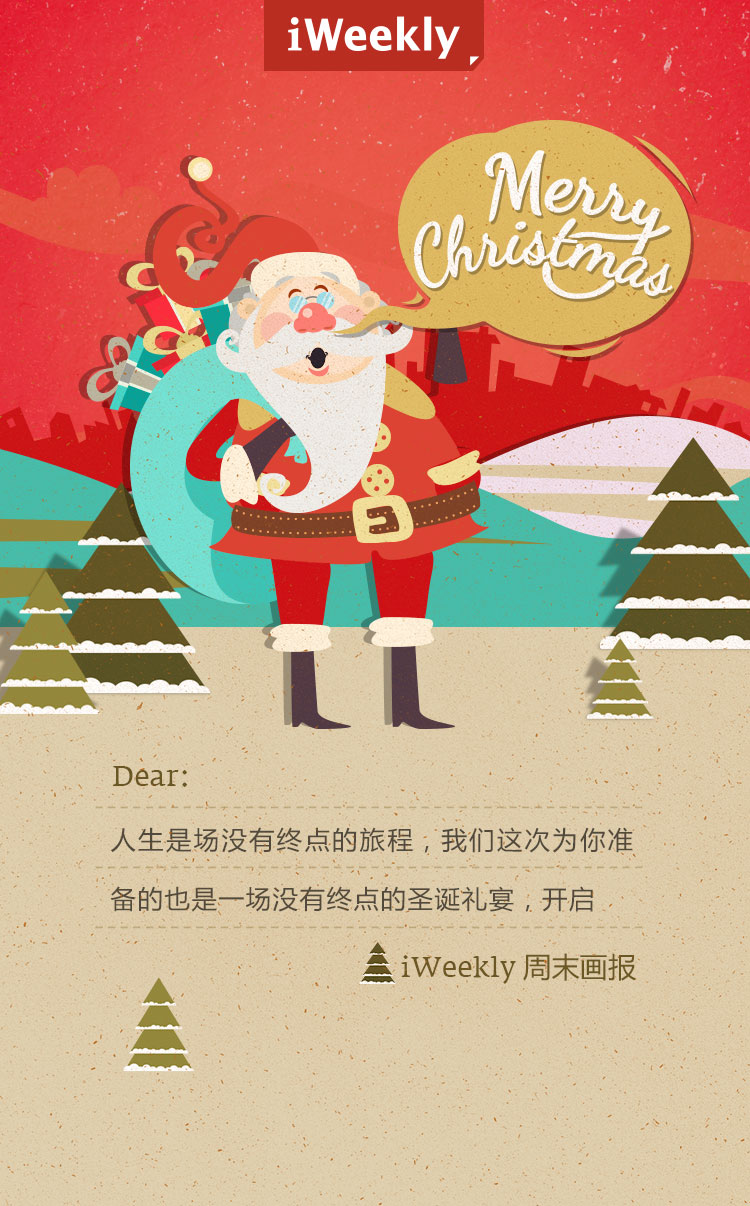 iWeekly
Merry
Christmas
Dear:
人生是场没有终点的旅程，我们这次为你准
备的也是一场没有终点的圣诞礼宴，开启
iWeekly 周末画报